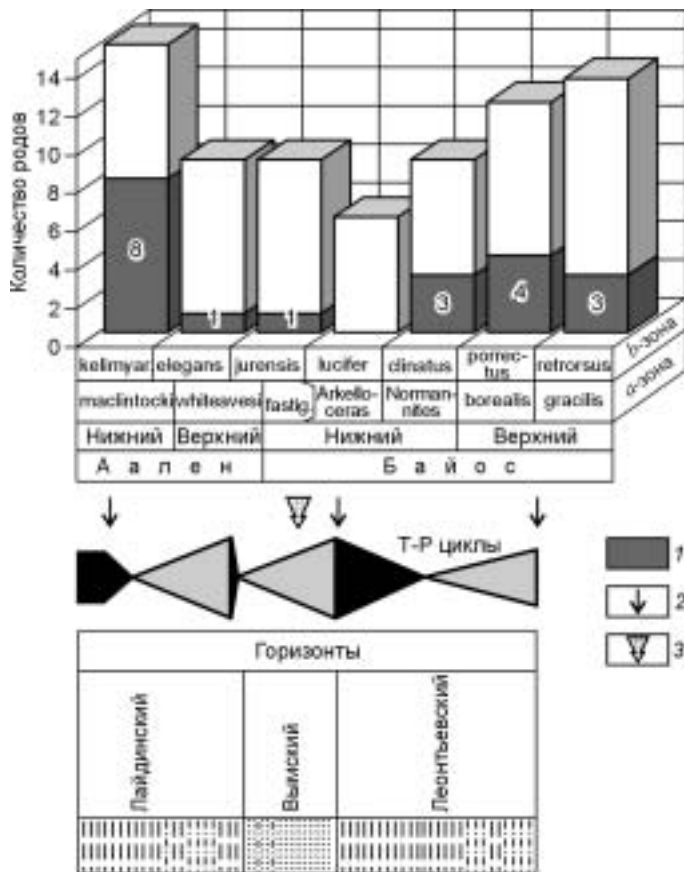 Количество родов
14
12
10
8
6
4
2
0
8
1
1
3
4
3
kelimyar. elegans jurensis lucifer clinatus porrec-tus retrorsus b-зона
maclintocki whiteavesi fastig. Arkello-ceras Norman-nites borealis gracilis a-зона
Нижний Верхний Нижний Верхний
Аален Байос
Т-Р циклы
1
2
3
Горизонты
Лайдинский
Вымский
Леонтьевский